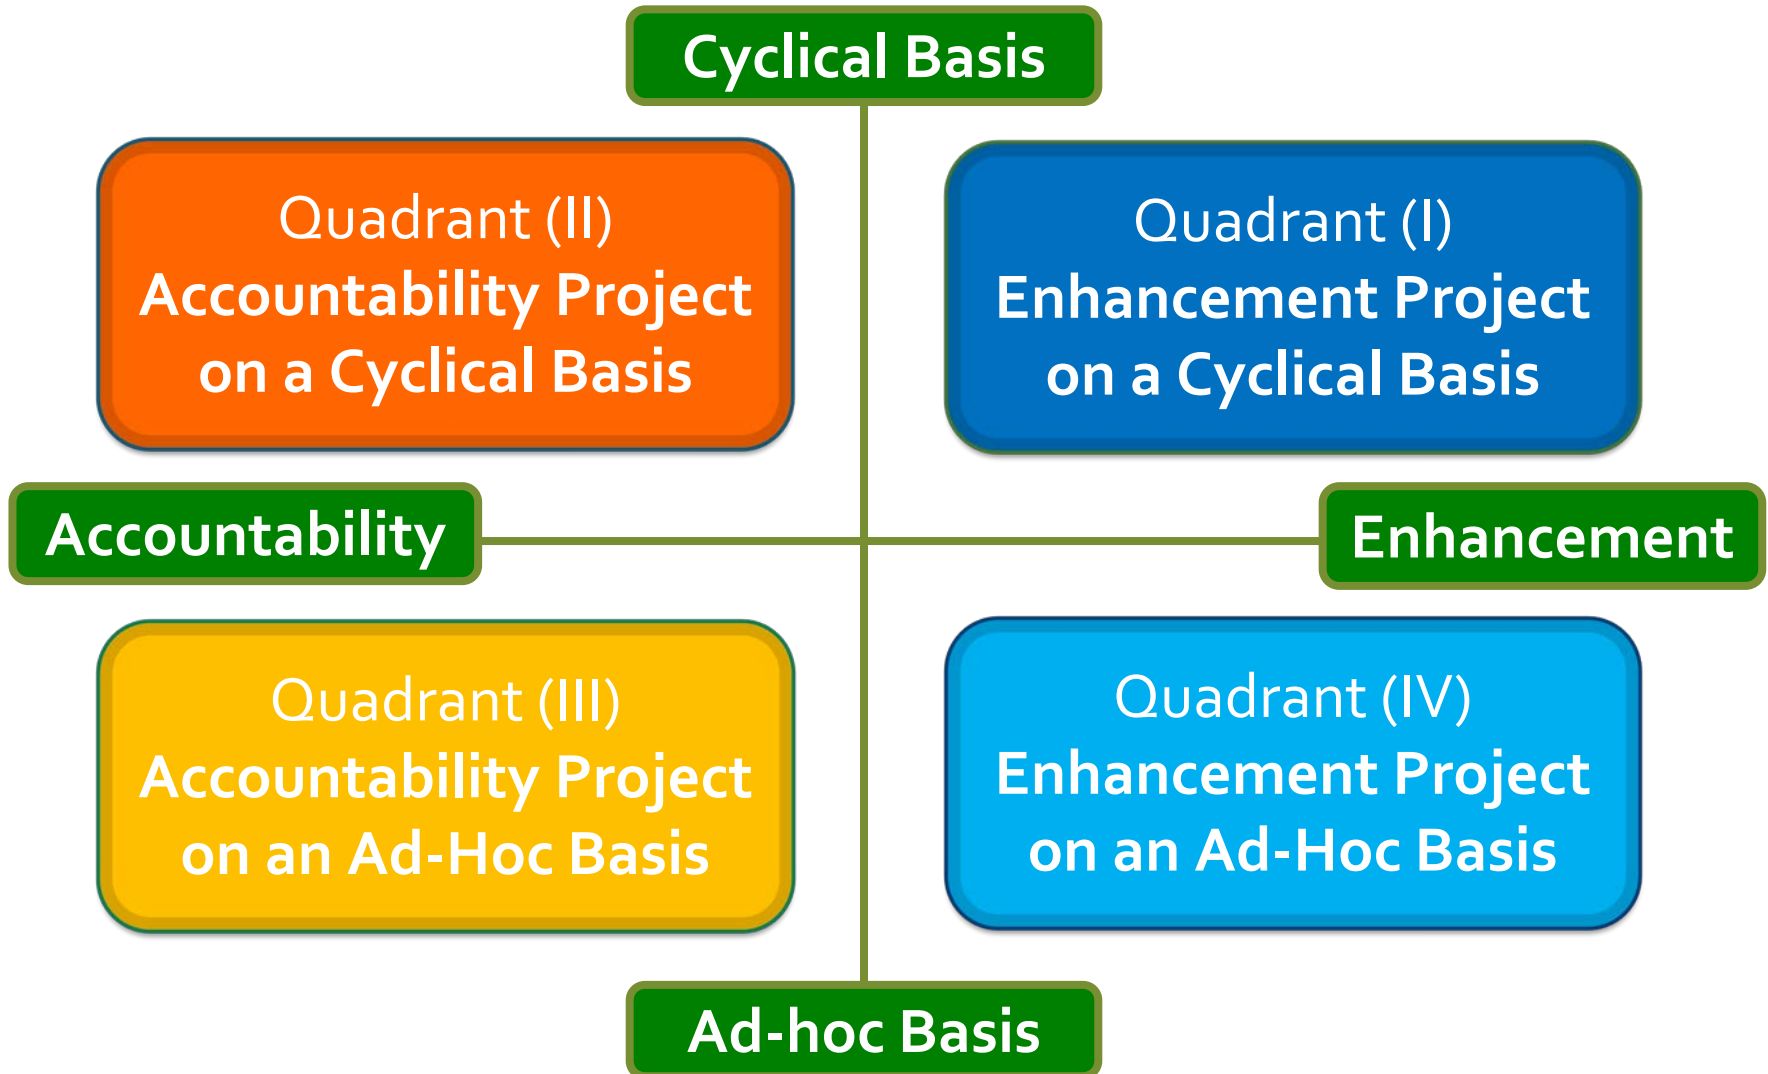 Cyclical Basis
Quadrant (II)
Accountability Project
on a Cyclical Basis
Quadrant (I)
Enhancement Project
on a Cyclical Basis
Accountability
Enhancement
Quadrant (III)
Accountability Project
on an Ad-Hoc Basis
Quadrant (IV)
Enhancement Project
on an Ad-Hoc Basis
Ad-hoc Basis